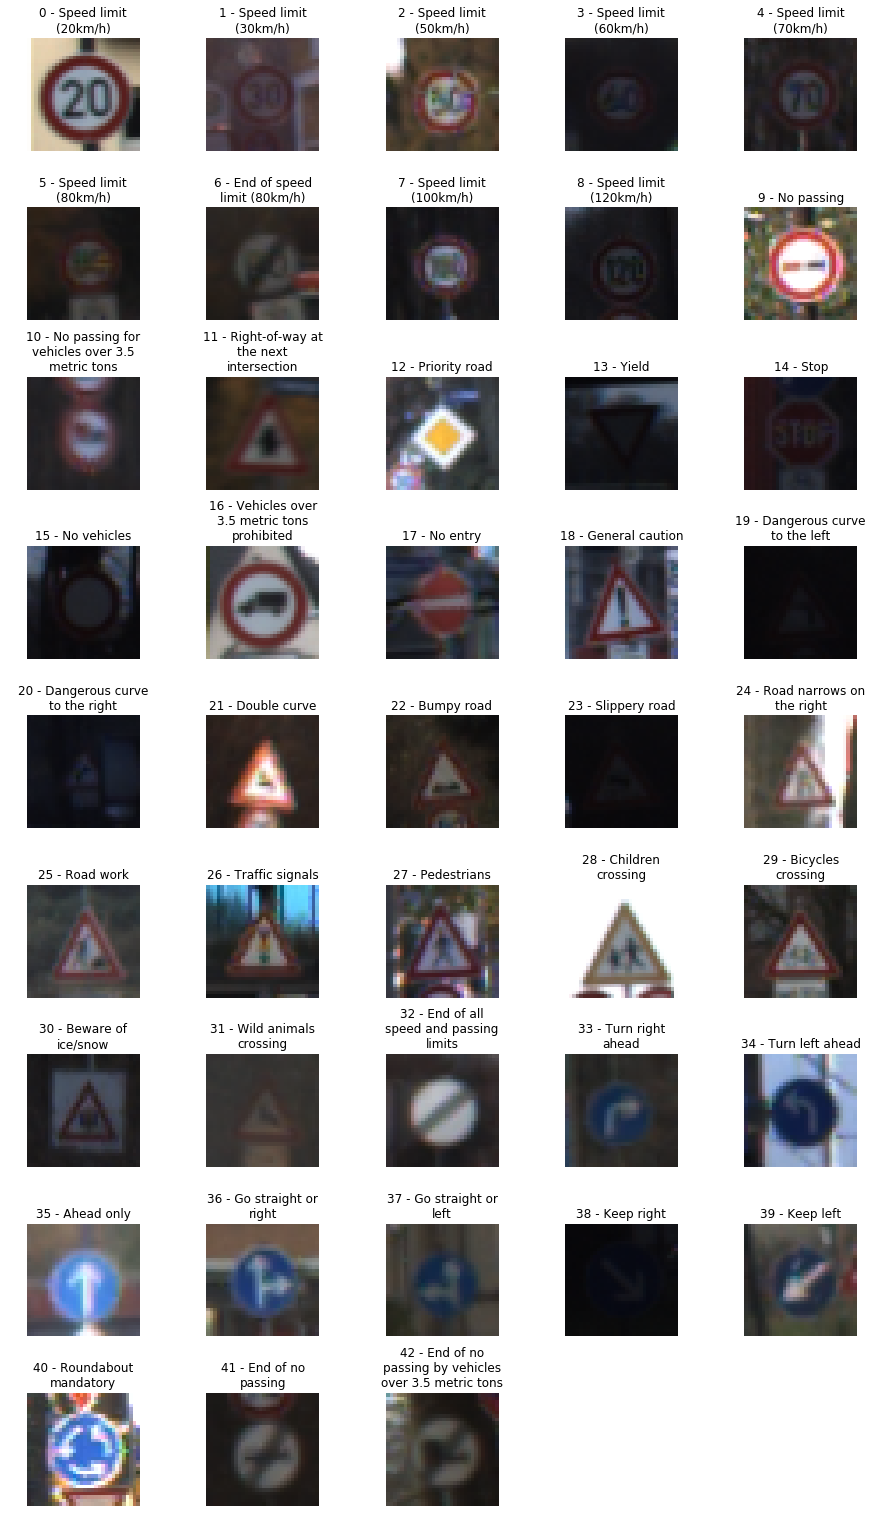 0 - Speed limit
(20km/h)
1 - Speed limit
(30km/h)
2 - Speed limit
(50km/h)
3 - Speed limit
(60km/h)
4 - Speed limit
(70km/h)
20
30
50
60
70
5 - Speed limit
(80km/h)
6 - End of speed
limit (80km/h)
7 - Speed limit
(100km/h)
8 - Speed limit
(120km/h)
9 - No passing
120
10 - No passing for
vehicles over 3.5
metric tons
11 - Right-of-way at
the next
intersection
12 - Priority road
13 - Yield
14 - Stop
STOP
15 - No vehicles
16 - Vehicles over
3.5 metric tons
prohibited
17 - No entry
18 - General caution
19 - Dangerous curve
to the left
20 - Dangerous curve
to the right
21 - Double curve
22 - Bumpy road
23 - Slippery road
24 - Road narrows on
the right
25 - Road work
26 - Traffic signals
27 - Pedestrians
28 - Children
crossing
29 - Bicycles
crossing
30 - Beware of
ice/snow
31 - Wild animals
crossing
32 - End of all
speed and passing
limits
33 - Turn right
ahead
34 - Turn left ahead
35 - Ahead only
36 - Go straight or
right
37 - Go straight or
left
38 - Keep right
39 - Keep left
40 - Roundabout
mandatory
41 - End of no
passing
42 - End of no
passing by vehicles
over 3.5 metric tons